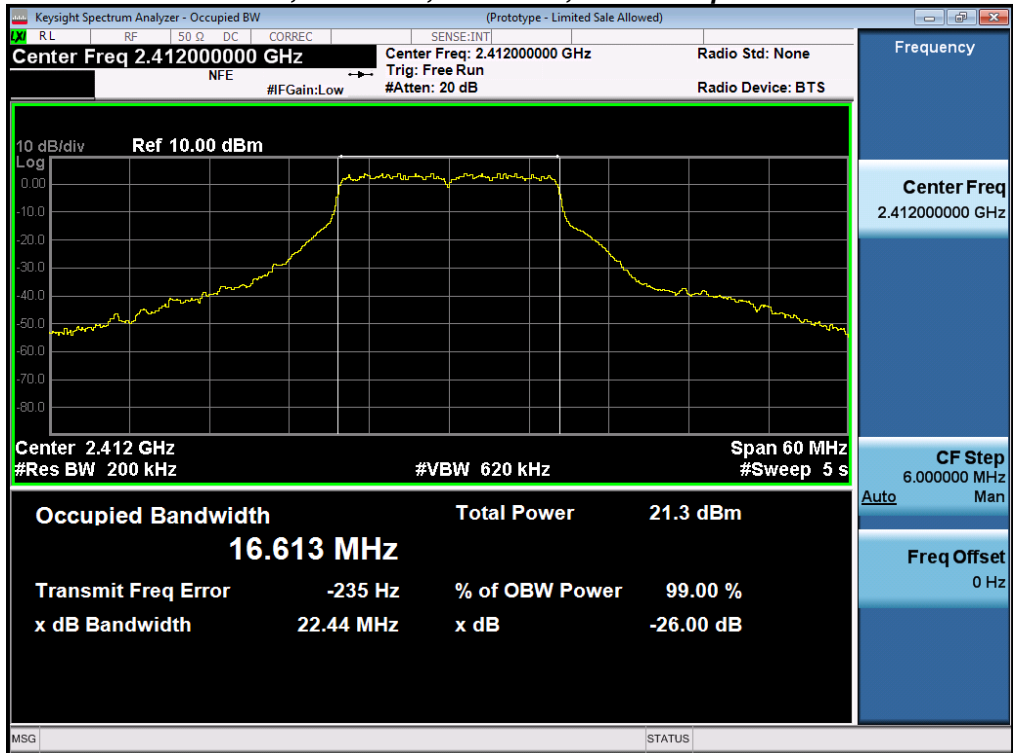 Keysight Spectrum Analyzer - Occupied BW (Prototype - Limited Sale Allowed)
LXI RL RF 50 Ω DC CORREC SENSE:INT
Center Freq 2.412000000 GHz
NFE
#IFGain:Low
Center Freq: 2.412000000 GHz
Trig: Free Run
#Atten: 20 dB
Radio Std: None
Radio Device: BTS
10 dB/div Ref 10.00 dBm
Log
0.00
-10.0
-20.0
-30.0
-40.0
-50.0
-60.0
-70.0
-80.0
Center 2.412 GHz Span 60 MHz
#Res BW 200 kHz #VBW 620 kHz #Sweep 5 s
Occupied Bandwidth Total Power 21.3 dBm
16.613 MHz
Transmit Freq Error -235 Hz % of OBW Power 99.00 %
x dB Bandwidth 22.44 MHz x dB -26.00 dB
Frequency
Center Freq
2.412000000 GHz
CF Step
6.000000 MHz
Auto Man
Freq Offset
0 Hz
MSG STATUS